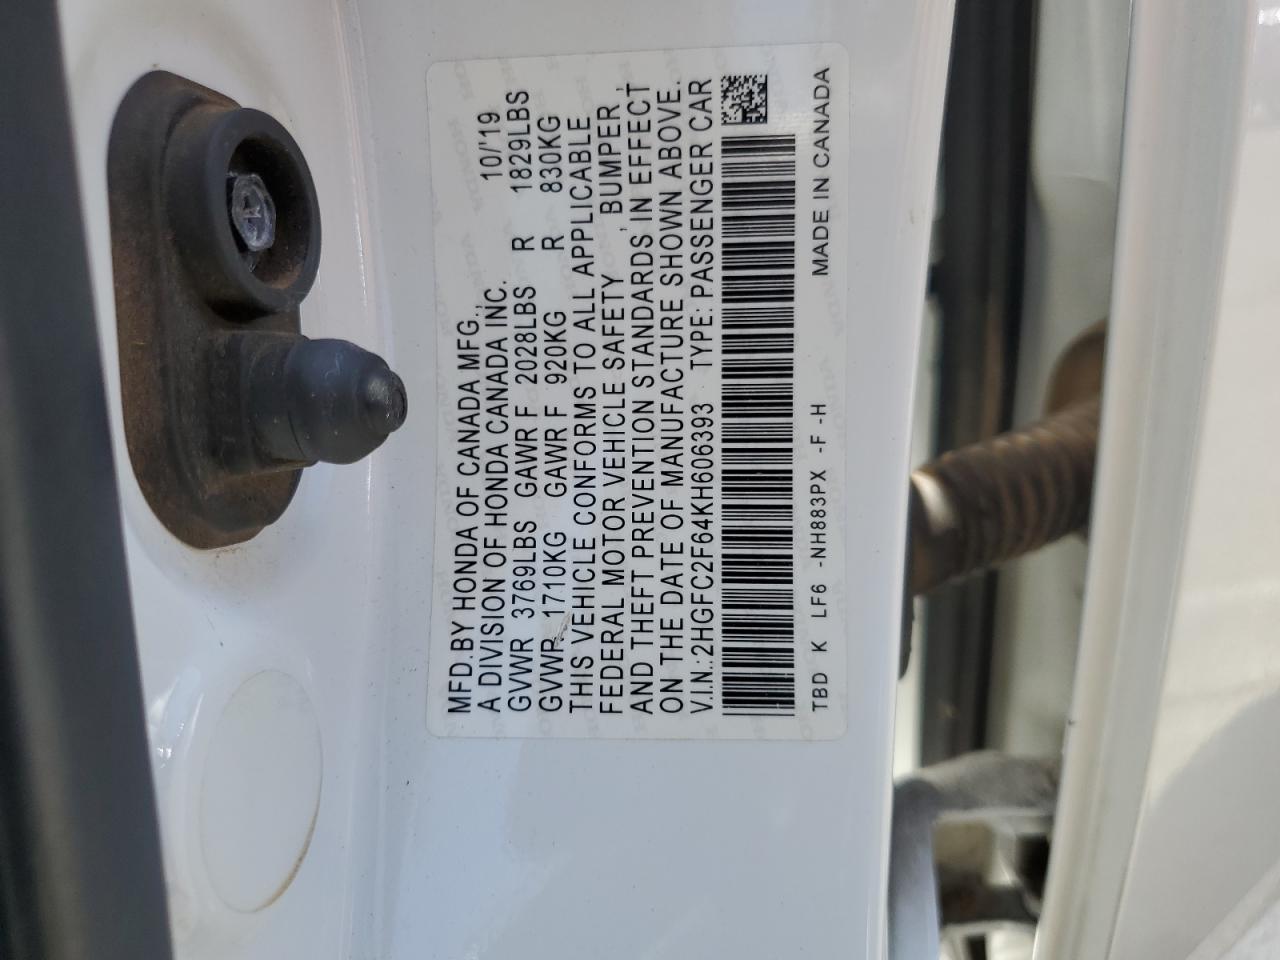 MFD.BY HONDA OF CANADA MFG.,
A DIVISION OF HONDA CANADA INC. 10/'19
GVWR 3769LBS GAWR F 2028LBS R 1829LBS
GVWR 1710KG GAWR F 920KG R 830KG
THIS VEHICLE CONFORMS TO ALL APPLICABLE
FEDERAL MOTOR VEHICLE SAFETY , BUMPER ,
AND THEFT PREVENTION STANDARDS IN EFFECT
ON THE DATE OF MANUFACTURE SHOWN ABOVE.
V.I.N.:2HGFC2F64KH606393 TYPE: PASSENGER CAR
TBD K LF6 -NH883PX -F -H MADE IN CANADA